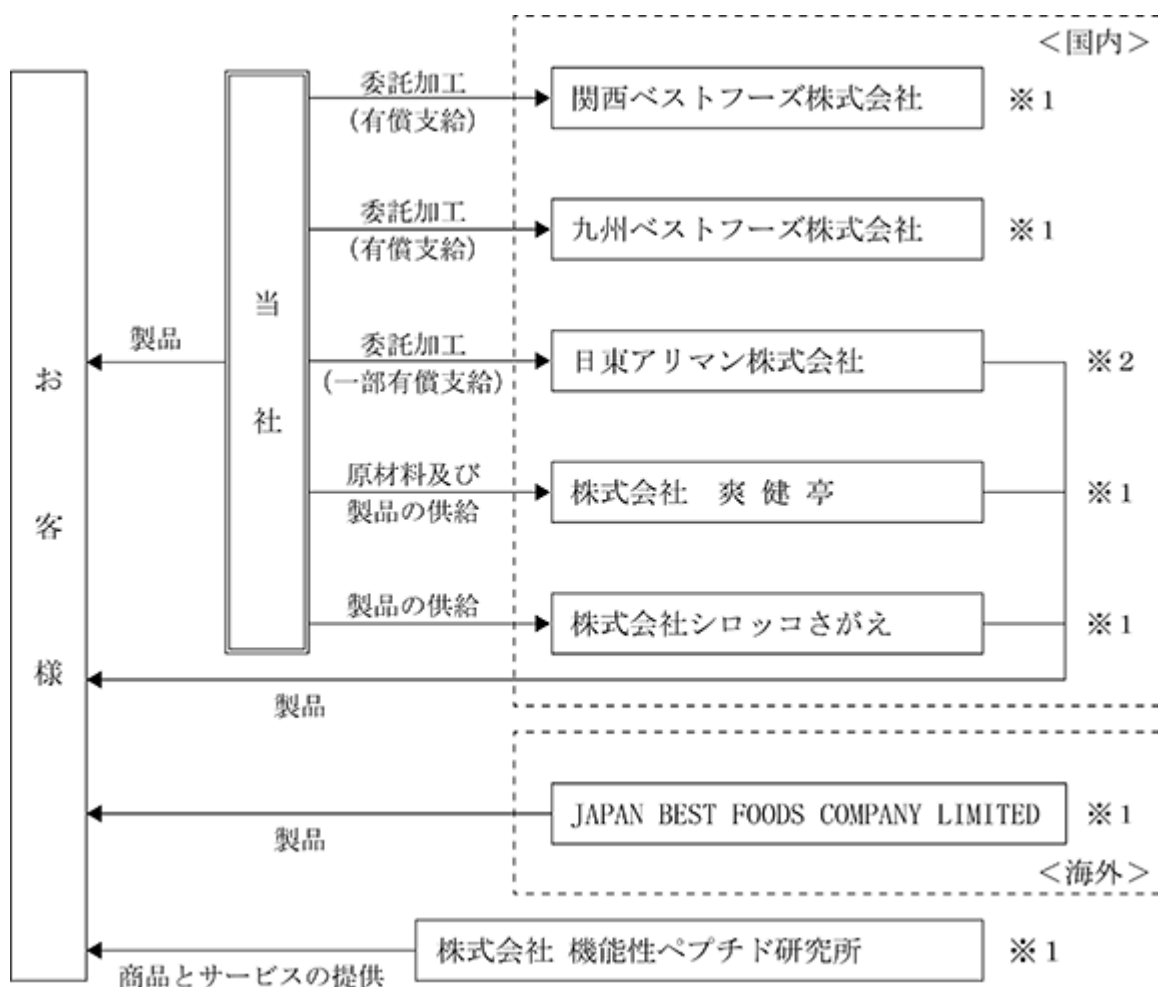 ＜国内＞
お客様
当社
委託加工
(有償支給)
関西ベストフーズ株式会社
※1
委託加工
(有償支給)
九州ベストフーズ株式会社
※1
製品
委託加工
(一部有償支給)
日東アリマン株式会社
※2
原材料及び
製品の供給
株式会社　爽 健 亭
※1
製品の供給
株式会社シロッコさがえ
※1
製品
JAPAN BEST FOODS COMPANY LIMITED
※1
製品
＜海外＞
株式会社 機能性ペプチド研究所
※1
商品とサービスの提供